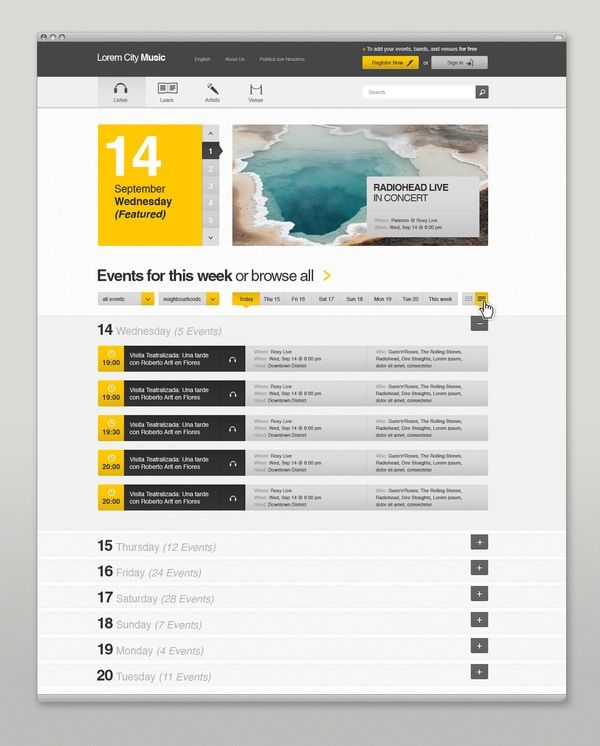 + To add your events, bands, and venues for free
Lorem City Music
English
About Us
Publicá con Nosotros
Register Now
or
Sign in
Listen
Learn
Artists
Venue
Search
14
September
Wednesday
(Featured)
1
2
3
4
5
RADIOHEAD LIVE
IN CONCERT
Where: Palermo @ Roxy Live
When: Wed, Sep 14 @ 8:00 pm
Events for this week or browse all
all events
neighbourhoods
Today
Thue 15
Fri 16
Sat 17
Sun 18
Mon 19
Tue 20
This week
14 Wednesday (5 Events)
19:00
Visita Teatralizada: Una tarde
con Roberto Arlt en Flores
Where: Roxy Live
When: Wed, Sep 14 @ 8:00 pm
Hood: Downtown District
Who: Guns'n'Roses, The Rolling Stones,
Radiohead, Dire Straights, Lorem ipsum,
dolor sit amet, consectetur
19:00
Visita Teatralizada: Una tarde
con Roberto Arlt en Flores
Where: Roxy Live
When: Wed, Sep 14 @ 8:00 pm
Hood: Downtown District
Who: Guns'n'Roses, The Rolling Stones,
Radiohead, Dire Straights, Lorem ipsum,
dolor sit amet, consectetur
19:30
Visita Teatralizada: Una tarde
con Roberto Arlt en Flores
Where: Roxy Live
When: Wed, Sep 14 @ 8:00 pm
Hood: Downtown District
Who: Guns'n'Roses, The Rolling Stones,
Radiohead, Dire Straights, Lorem ipsum,
dolor sit amet, consectetur
20:00
Visita Teatralizada: Una tarde
con Roberto Arlt en Flores
Where: Roxy Live
When: Wed, Sep 14 @ 8:00 pm
Hood: Downtown District
Who: Guns'n'Roses, The Rolling Stones,
Radiohead, Dire Straights, Lorem ipsum,
dolor sit amet, consectetur
20:00
Visita Teatralizada: Una tarde
con Roberto Arlt en Flores
Where: Roxy Live
When: Wed, Sep 14 @ 8:00 pm
Hood: Downtown District
Who: Guns'n'Roses, The Rolling Stones,
Radiohead, Dire Straights, Lorem ipsum,
dolor sit amet, consectetur
15 Thursday (12 Events)
16 Friday (24 Events)
17 Saturday (28 Events)
18 Sunday (7 Events)
19 Monday (4 Events)
20 Tuesday (11 Events)